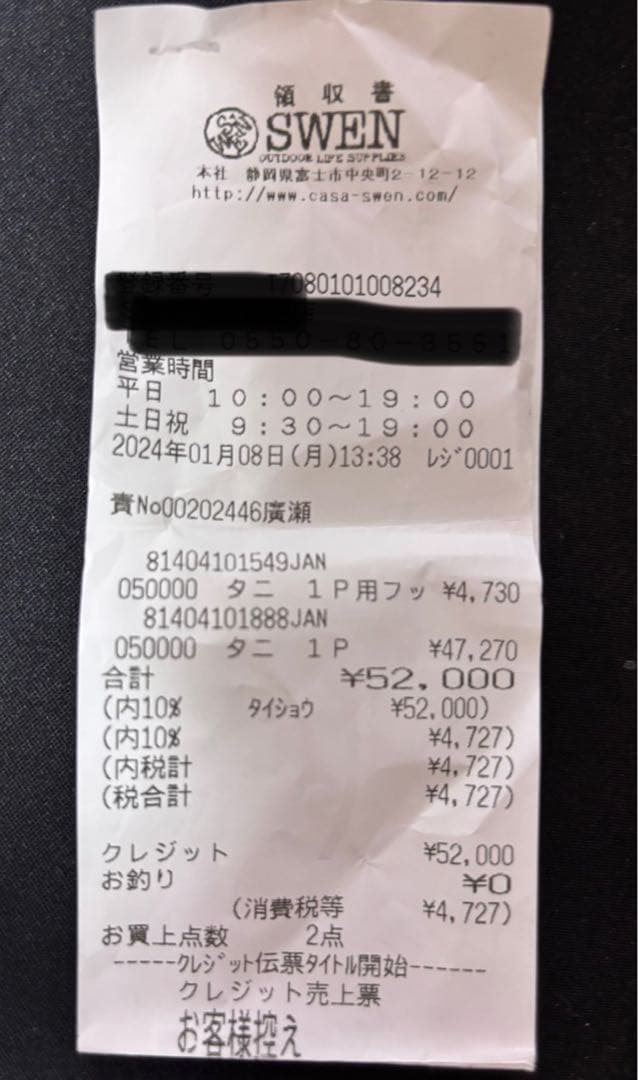 領収書
SWEN
OUTDOOR LIFE SUPPLIES
本社 静岡県富士市中央町2-12-12
http://www.casa-swen.com/
登録番号 T7080101008234
営業時間
平日 10:00〜19:00
土日祝 9:30〜19:00
2024年01月08日(月)13:38 レジ0001
責No00202446廣瀬
81404101549JAN
050000 タニ 1P用フッ ¥4,730
81404101888JAN
050000 タニ 1P ¥47,270
合計 ¥52,000
(内10% タイショウ ¥52,000)
(内10% ¥4,727)
(内税計 ¥4,727)
(税合計 ¥4,727)
クレジット ¥52,000
お釣り ¥0
(消費税等 ¥4,727)
お買上点数 2点
-----クレジット伝票タイトル開始------
クレジット売上票
お客様控え